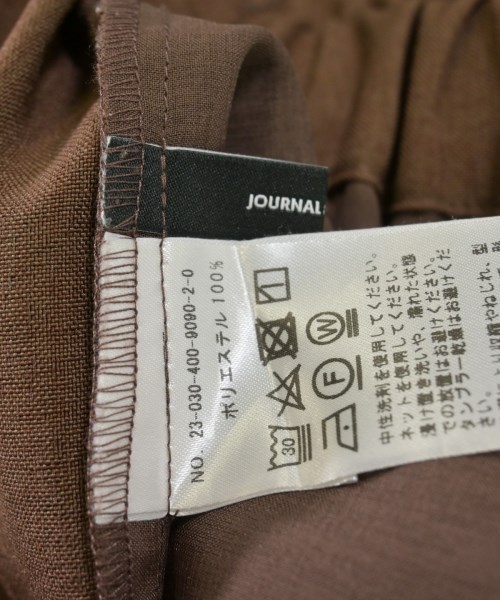 JOURNAL
NO. 23-030-400-9090-2-0
ポリエステル 100%
30
F
W
中性洗剤を使用してください。
ネットを使用してください。
浸け置き洗いや 濡れた状態
での放置はお避けください。
タンブラー乾燥はお避けくだ
さい。